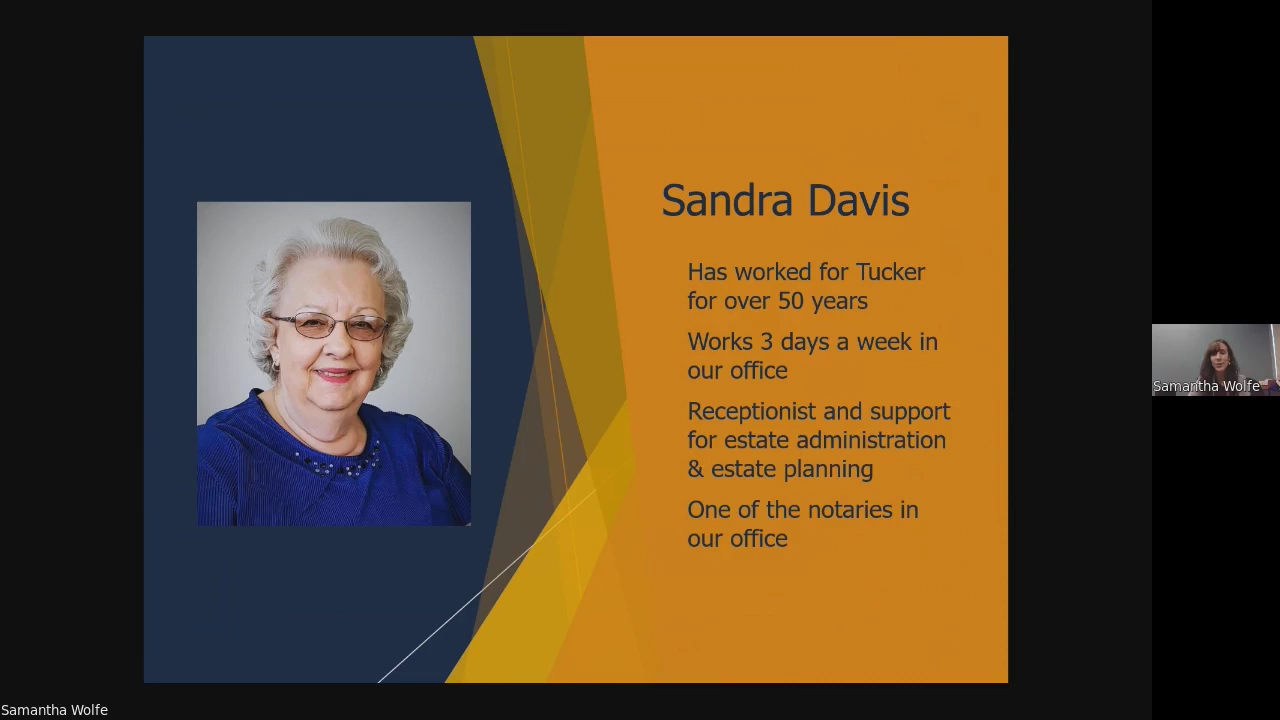 Sandra Davis
Has worked for Tucker
for over 50 years
Works 3 days a week in
our office
Receptionist and support
for estate administration
& estate planning
One of the notaries in
our office
Samantha Wolfe
Samantha Wolfe